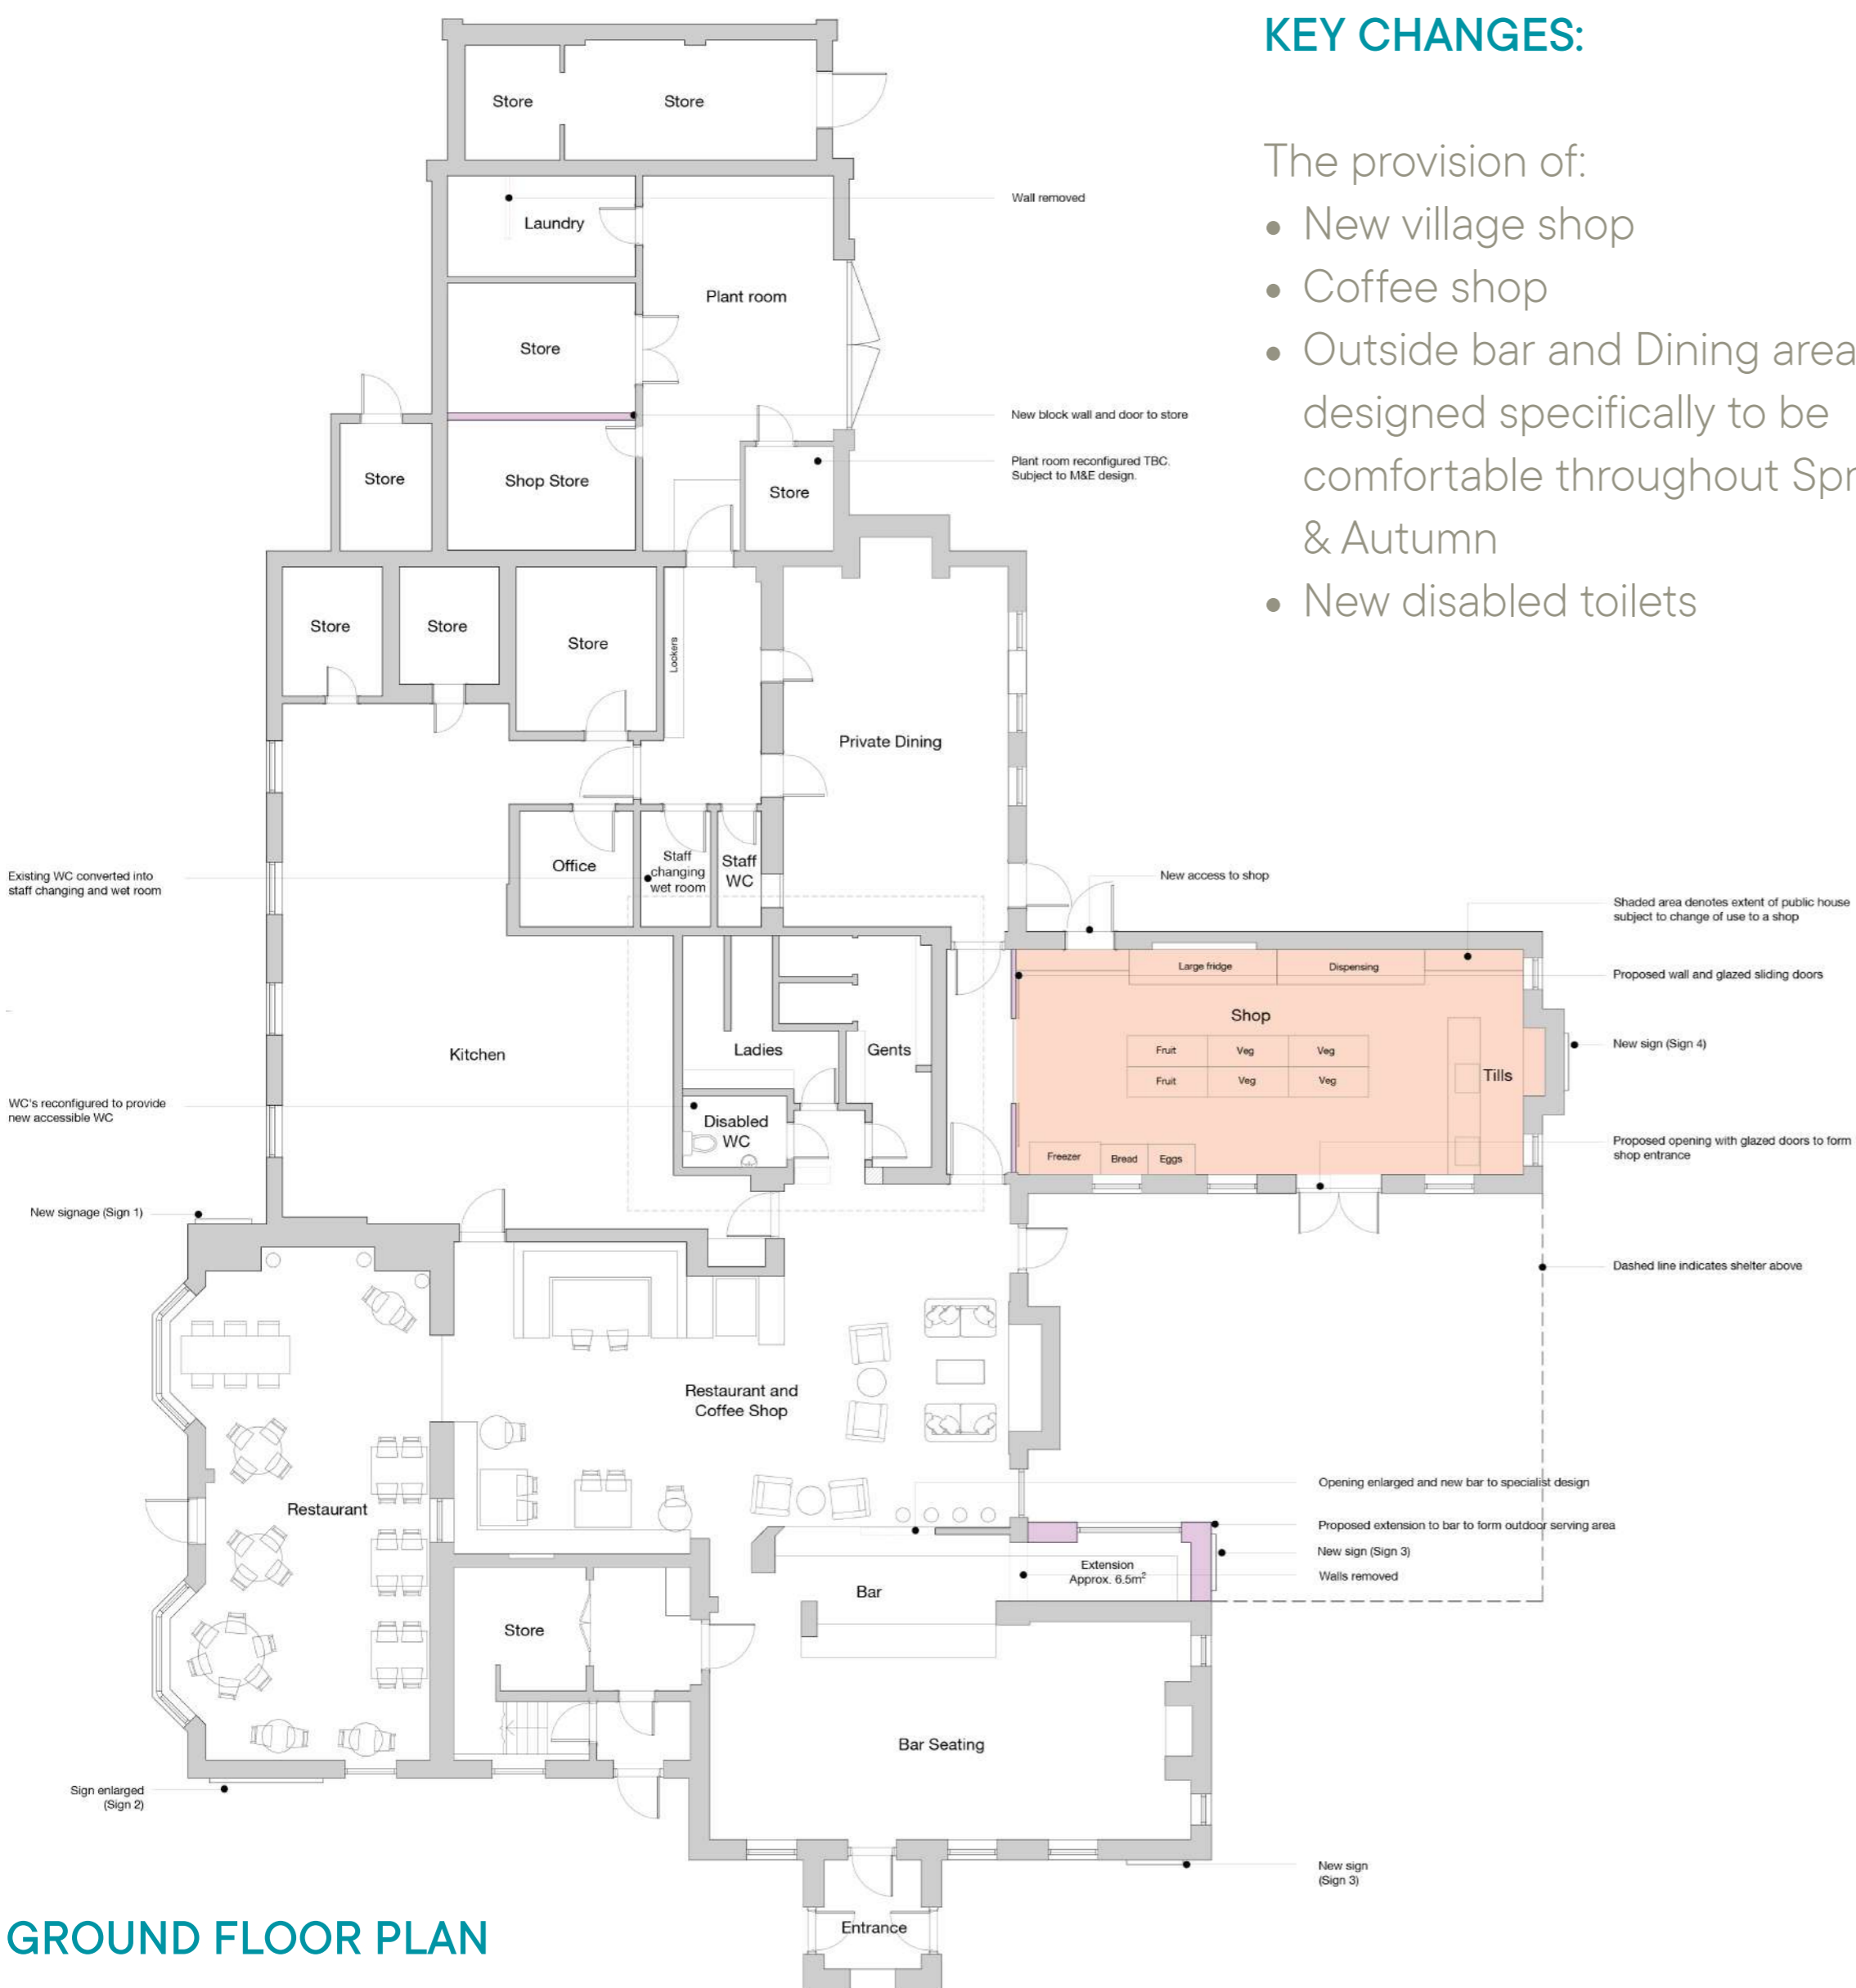 KEY CHANGES:
The provision of:
• New village shop
• Coffee shop
• Outside bar and Dining area
designed specifically to be
comfortable throughout Spr
& Autumn
• New disabled toilets
Store
Store
Wall removed
Laundry
Plant room
Store
New block wall and door to store
Plant room reconfigured TBC.
Subject to M&E design.
Store
Shop Store
Store
Store
Store
Store
Lockers
Private Dining
Existing WC converted into
staff changing and wet room
Office
Staff
changing
wet room
Staff
WC
New access to shop
Shaded area denotes extent of public house
subject to change of use to a shop
Large fridge
Dispensing
Proposed wall and glazed sliding doors
Shop
Kitchen
Ladies
Gents
Fruit
Veg
Veg
Fruit
Veg
Veg
Tills
New sign (Sign 4)
WC's reconfigured to provide
new accessible WC
Disabled
WC
Freezer
Bread
Eggs
Proposed opening with glazed doors to form
shop entrance
New signage (Sign 1)
Dashed line indicates shelter above
Restaurant and
Coffee Shop
Restaurant
Opening enlarged and new bar to specialist design
Proposed extension to bar to form outdoor serving area
New sign (Sign 3)
Walls removed
Extension
Approx. 6.5m²
Bar
Store
Bar Seating
Sign enlarged
(Sign 2)
New sign
(Sign 3)
Entrance
GROUND FLOOR PLAN